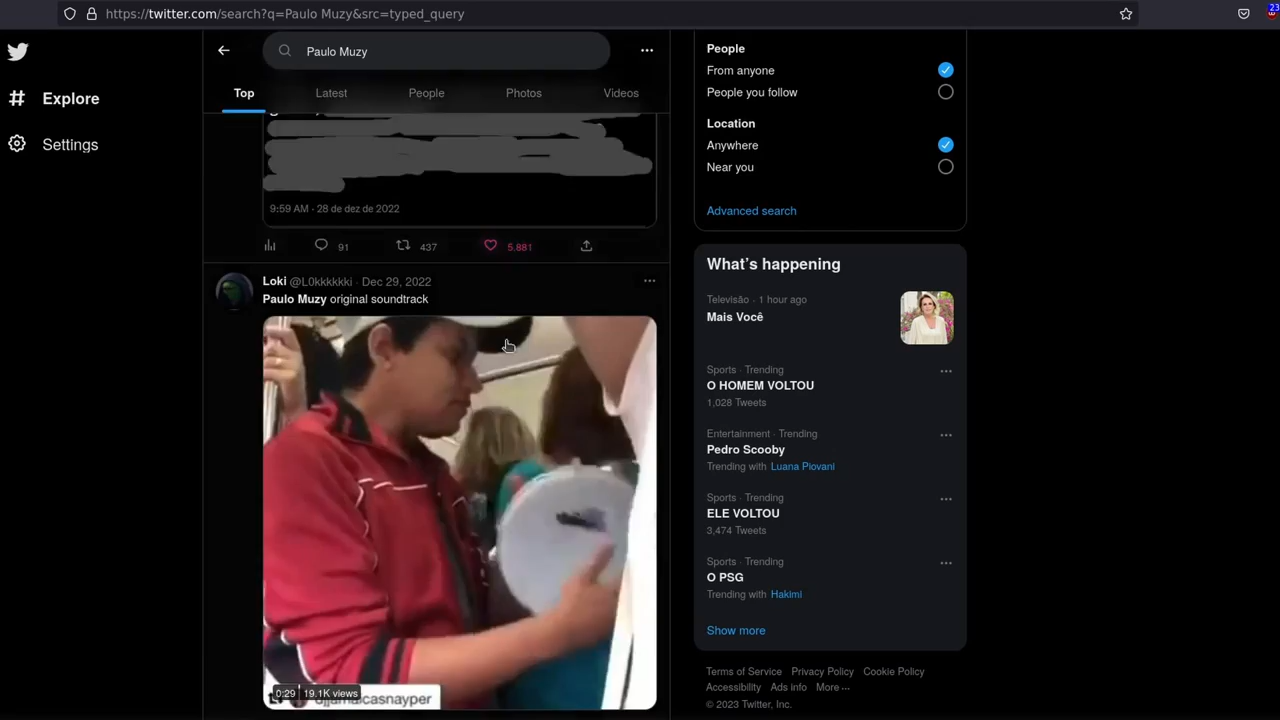 https://twitter.com/search?q=Paulo Muzy&src=typed_query
23
Paulo Muzy
Explore
Settings
Top
Latest
People
Photos
Videos
9:59 AM · 28 de dez de 2022
91
437
5.881
Loki @L0kkkkkki · Dec 29, 2022
Paulo Muzy original soundtrack
0:29
19.1K views
People
From anyone
People you follow
Location
Anywhere
Near you
Advanced search
What's happening
Televisão · 1 hour ago
Mais Você
Sports · Trending
O HOMEM VOLTOU
1,028 Tweets
Entertainment · Trending
Pedro Scooby
Trending with Luana Piovani
Sports · Trending
ELE VOLTOU
3,474 Tweets
Sports · Trending
O PSG
Trending with Hakimi
Show more
Terms of Service Privacy Policy Cookie Policy
Accessibility Ads info More ···
© 2023 Twitter, Inc.